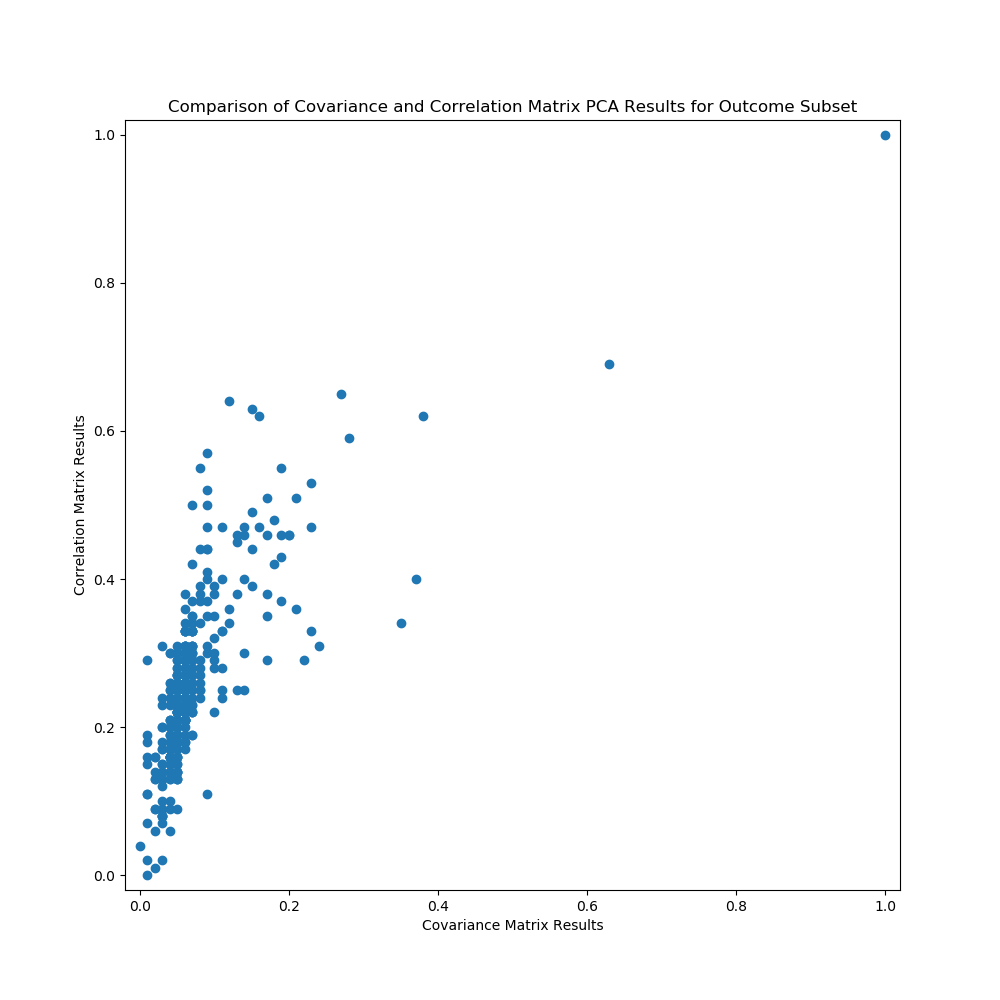 Comparison of Covariance and Correlation Matrix PCA Results for Outcome Subset
1.0
0.8
0.6
0.4
0.2
0.0
Correlation Matrix Results
0.0 0.2 0.4 0.6 0.8 1.0
Covariance Matrix Results